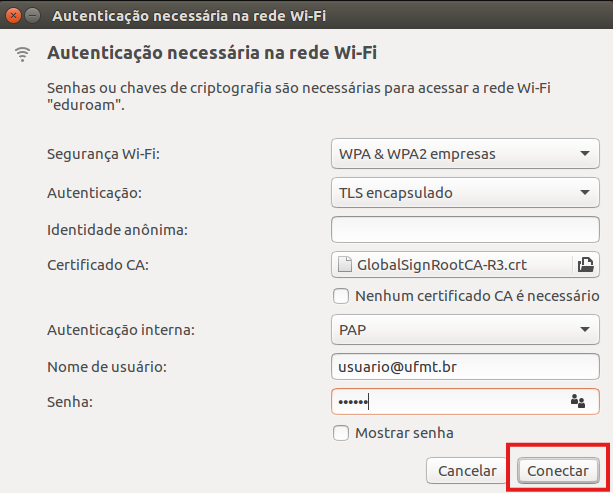 Autenticação necessária na rede Wi-Fi
Autenticação necessária na rede Wi-Fi
Senhas ou chaves de criptografia são necessárias para acessar a rede Wi-Fi
"eduroam".
Segurança Wi-Fi: WPA & WPA2 empresas
Autenticação: TLS encapsulado
Identidade anônima:
Certificado CA: GlobalSignRootCA-R3.crt
Nenhum certificado CA é necessário
Autenticação interna: PAP
Nome de usuário: usuario@ufmt.br
Senha: ••••••
Mostrar senha
Cancelar Conectar